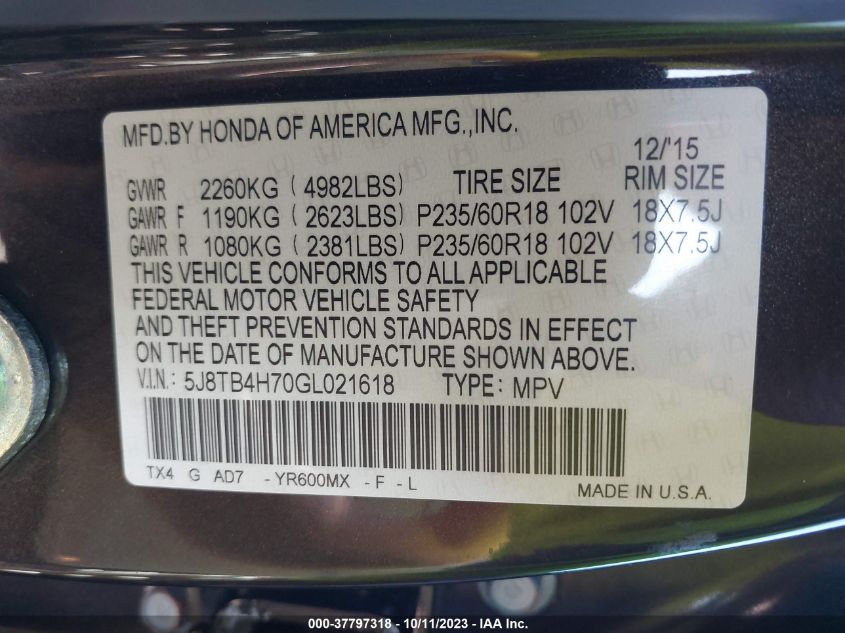 MFD.BY HONDA OF AMERICA MFG.,INC.
12/'15
GVWR 2260KG ( 4982LBS) TIRE SIZE RIM SIZE
GAWR F 1190KG ( 2623LBS) P235/60R18 102V 18X7.5J
GAWR R 1080KG ( 2381LBS) P235/60R18 102V 18X7.5J
THIS VEHICLE CONFORMS TO ALL APPLICABLE
FEDERAL MOTOR VEHICLE SAFETY
AND THEFT PREVENTION STANDARDS IN EFFECT
ON THE DATE OF MANUFACTURE SHOWN ABOVE.
V.I.N.: 5J8TB4H70GL021618 TYPE: MPV
TX4 G AD7 -YR600MX -F -L
MADE IN U.S.A.
000-37797318 - 10/11/2023 - IAA Inc.